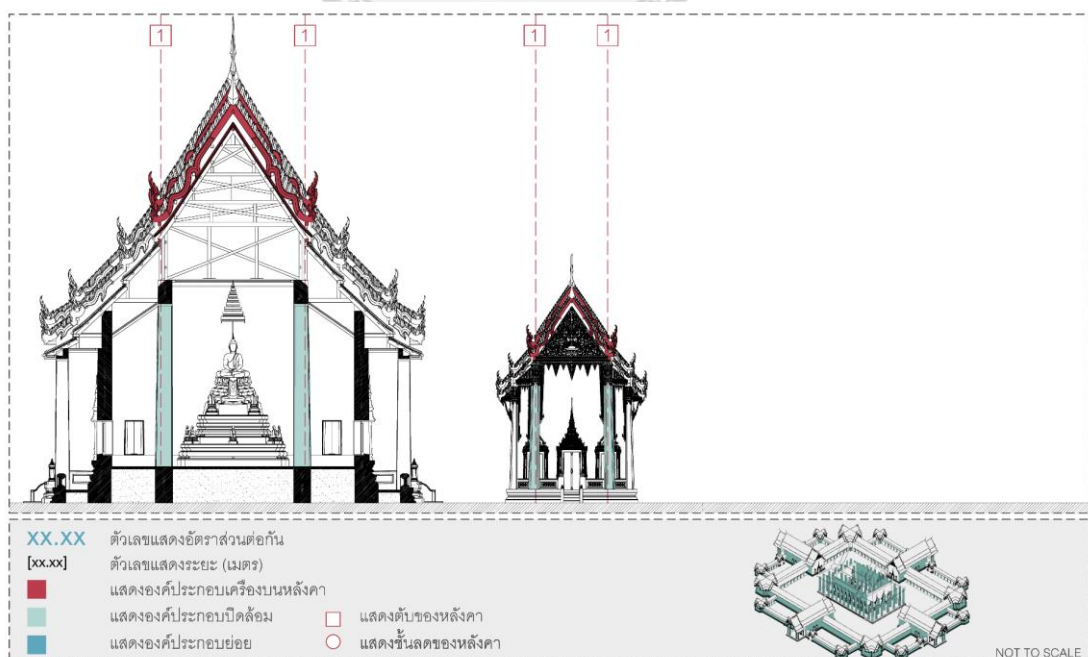 1 1 1 1
XX.XX ตัวเลขแสดงอัตราส่วนต่อกัน
[xx.xx] ตัวเลขแสดงระยะ (เมตร)
แสดงองค์ประกอบเครื่องบนหลังคา
แสดงองค์ประกอบปิดล้อม แสดงตับของหลังคา
แสดงองค์ประกอบย่อย แสดงชั้นลดของหลังคา
NOT TO SCALE